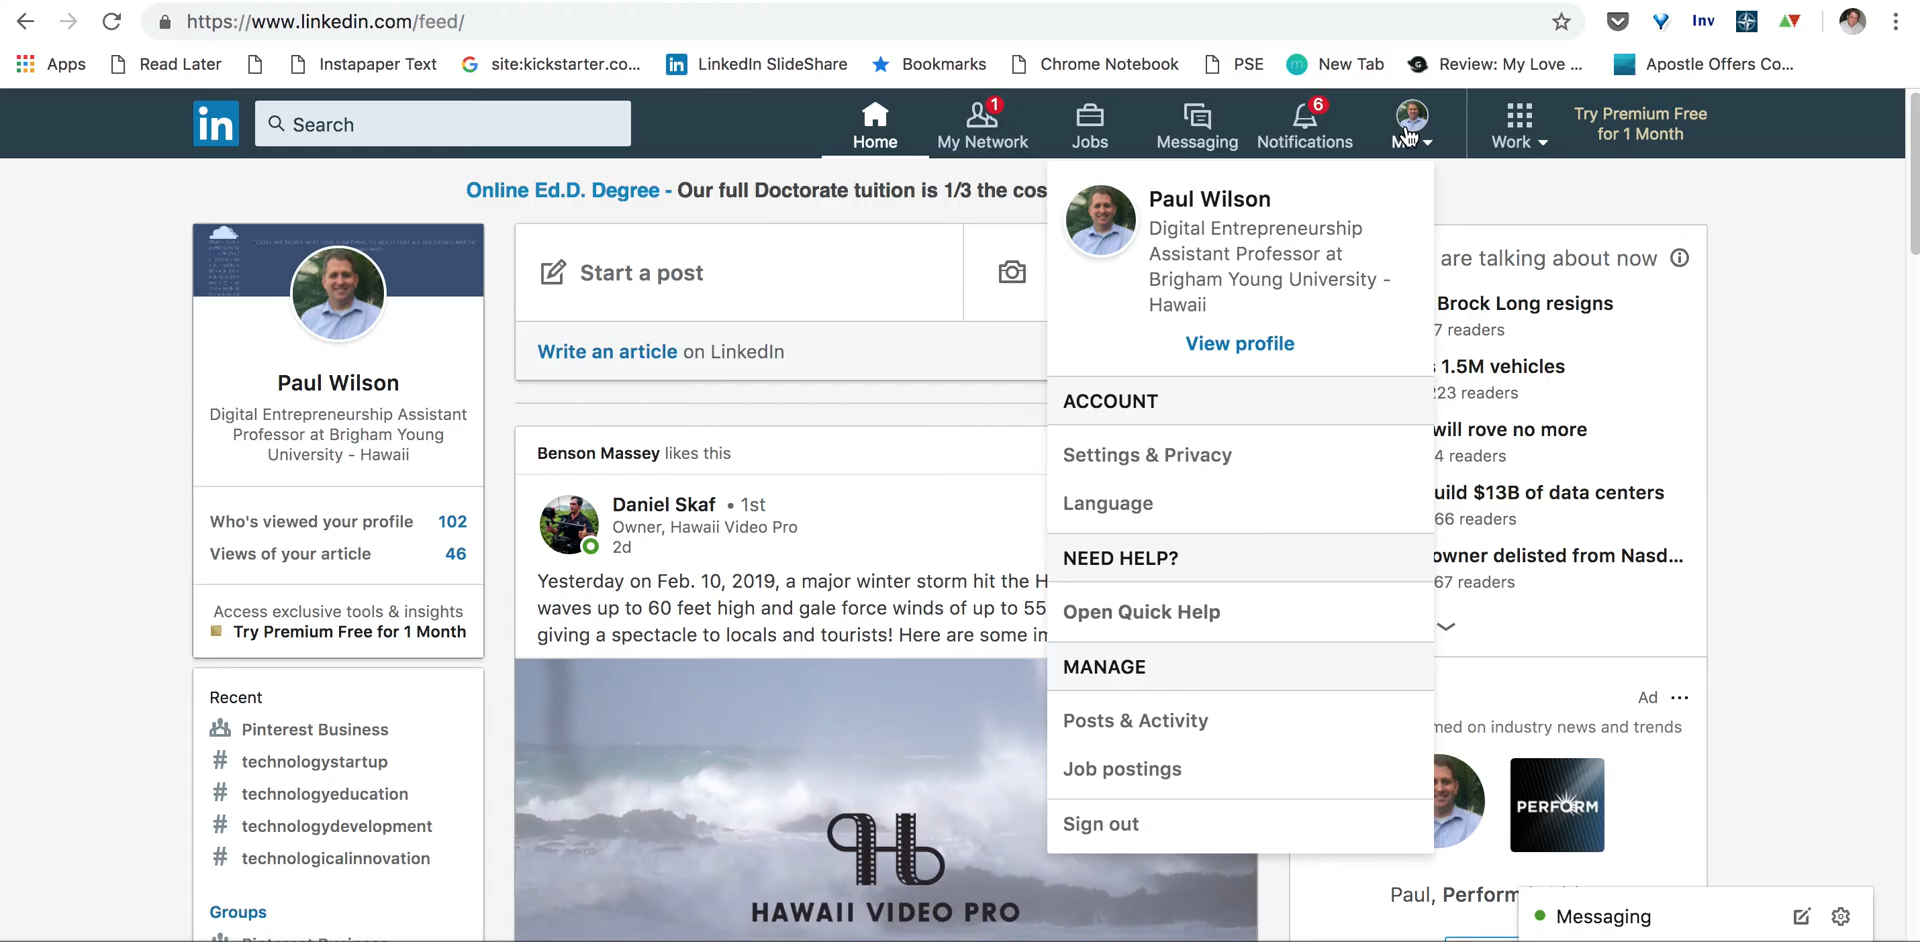 https://www.linkedin.com/feed/
Inv
Apps
Read Later
Instapaper Text
site:kickstarter.co...
LinkedIn SlideShare
Bookmarks
Chrome Notebook
PSE
New Tab
Review: My Love ...
Apostle Offers Co...
in
Search
Home
1
My Network
Jobs
Messaging
6
Notifications
Work
Try Premium Free
for 1 Month
Online Ed.D. Degree - Our full Doctorate tuition is 1/3 the cos
Paul Wilson
Digital Entrepreneurship Assistant
Professor at Brigham Young
University - Hawaii
Who's viewed your profile 102
Views of your article 46
Access exclusive tools & insights
Try Premium Free for 1 Month
Recent
Pinterest Business
# technologystartup
# technologyeducation
# technologydevelopment
# technologicalinnovation
Groups
Start a post
Write an article on LinkedIn
Benson Massey likes this
Daniel Skaf • 1st
Owner, Hawaii Video Pro
2d
Yesterday on Feb. 10, 2019, a major winter storm hit the H
waves up to 60 feet high and gale force winds of up to 55
giving a spectacle to locals and tourists! Here are some im
HAWAII VIDEO PRO
Paul Wilson
Digital Entrepreneurship
Assistant Professor at
Brigham Young University -
Hawaii
View profile
ACCOUNT
Settings & Privacy
Language
NEED HELP?
Open Quick Help
MANAGE
Posts & Activity
Job postings
Sign out
are talking about now
Brock Long resigns
7 readers
1.5M vehicles
223 readers
will rove no more
4 readers
uild $13B of data centers
66 readers
owner delisted from Nasd...
67 readers
Ad ...
med on industry news and trends
PERFORM
Paul, Perform
Messaging